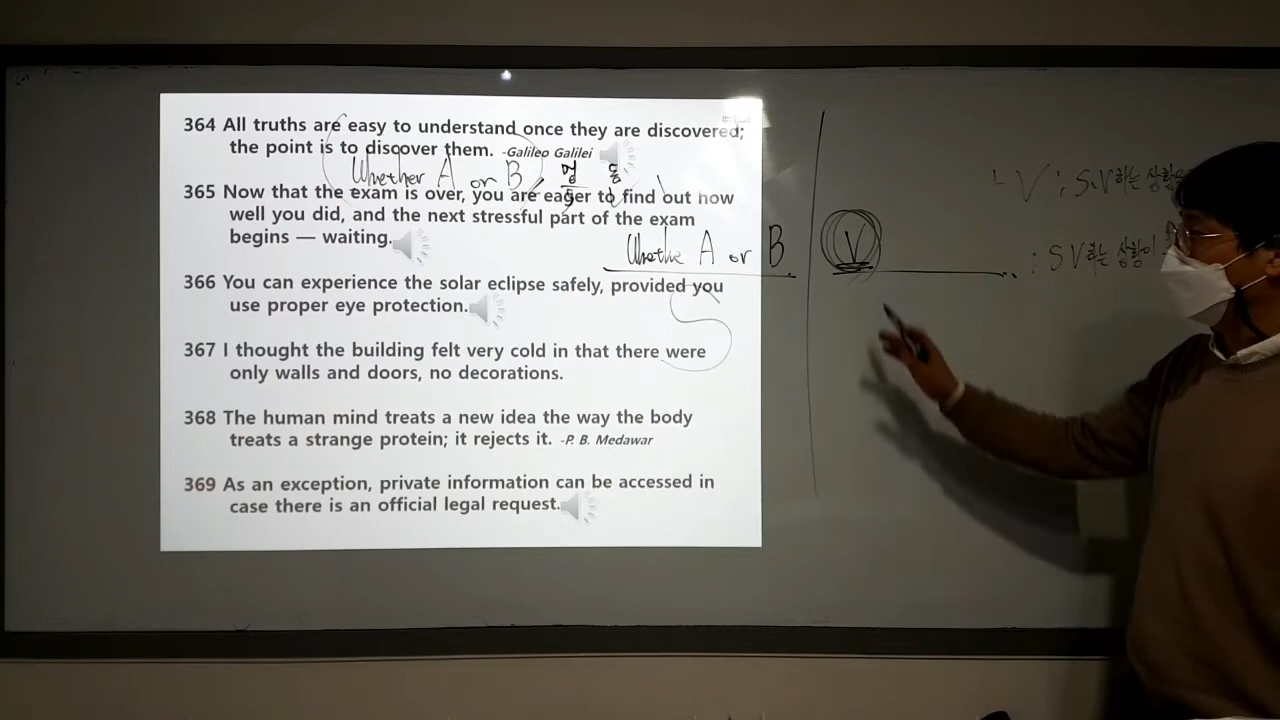 364 All truths are easy to understand once they are discovered;
the point is to discover them. -Galileo Galilei
Whether A or B
365 Now that the exam is over, you are eager to find out how
well you did, and the next stressful part of the exam
begins — waiting.
Whethe A or B
366 You can experience the solar eclipse safely, provided you
use proper eye protection.
367 I thought the building felt very cold in that there were
only walls and doors, no decorations.
368 The human mind treats a new idea the way the body
treats a strange protein; it rejects it. -P. B. Medawar
369 As an exception, private information can be accessed in
case there is an official legal request.
V
V ; S V하는 상황
: S V하는 상황이